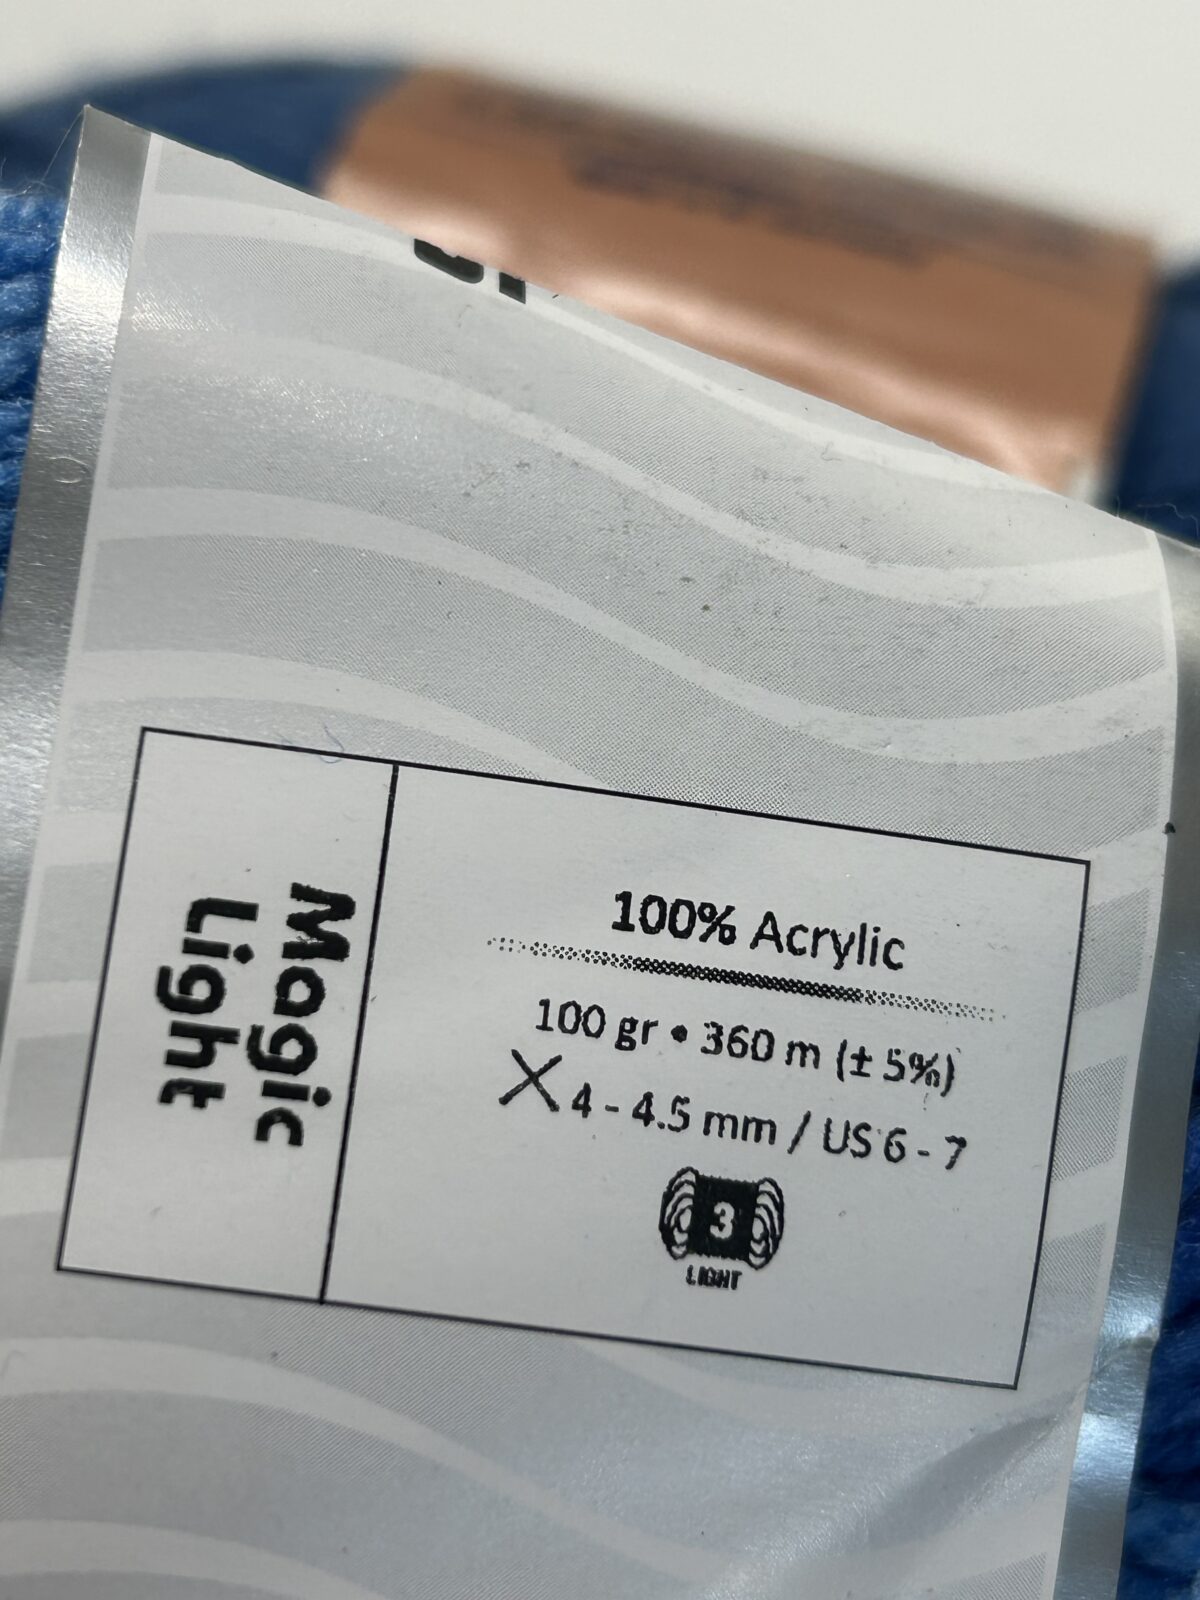 Magic
Light
100% Acrylic
100 gr • 360 m (± 5%)
4 - 4.5 mm / US 6 - 7
3
LIGHT